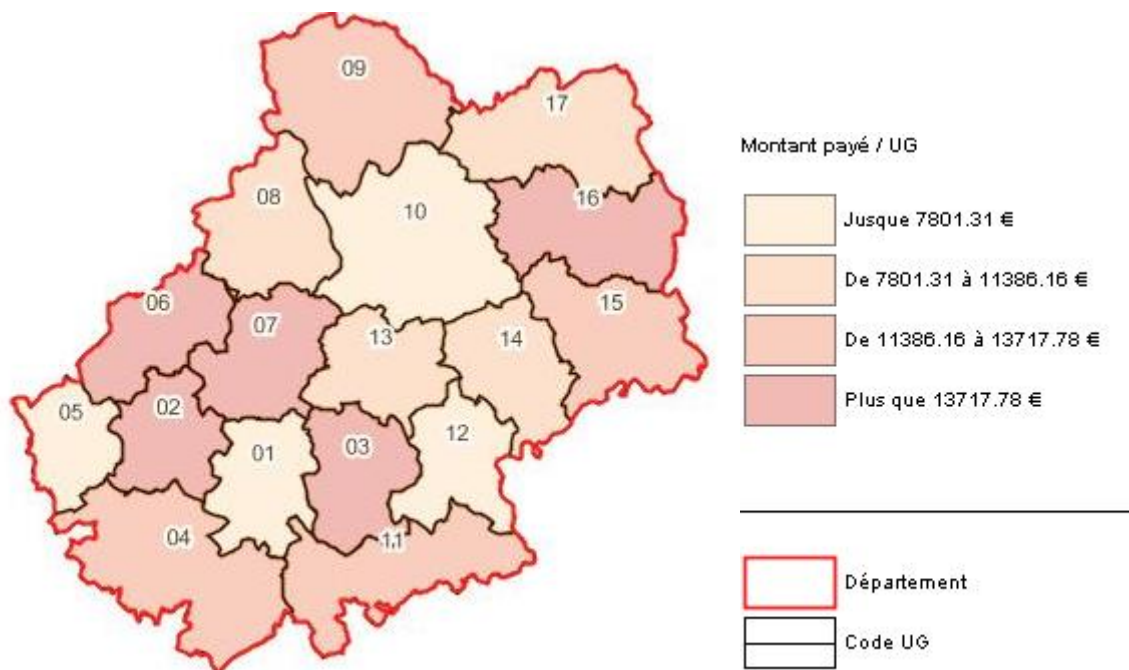 09
17
08
10
16
06
07
15
13
14
05
02
01
03
12
04
11
Montant payé / UG
Jusque 7801.31 €
De 7801.31 à 11386.16 €
De 11386.16 à 13717.78 €
Plus que 13717.78 €
Département
Code UG